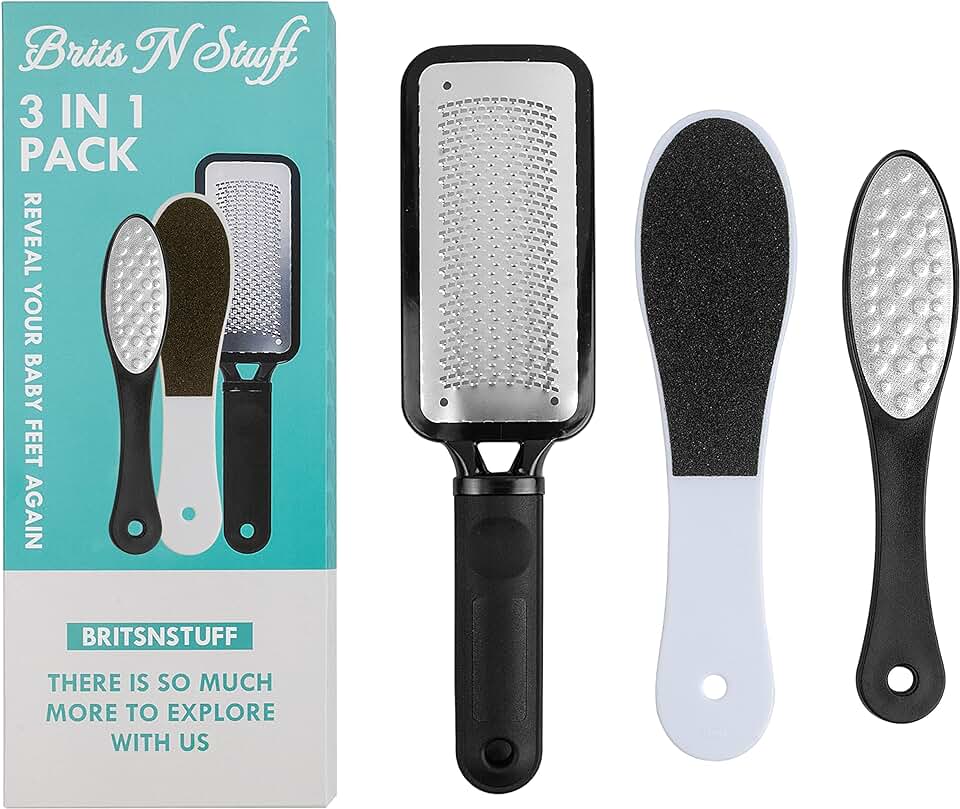 Brits N Stuff
3 IN 1
PACK
REVEAL YOUR BABY FEET AGAIN
BRITSNSTUFF
THERE IS SO MUCH
MORE TO EXPLORE
WITH US